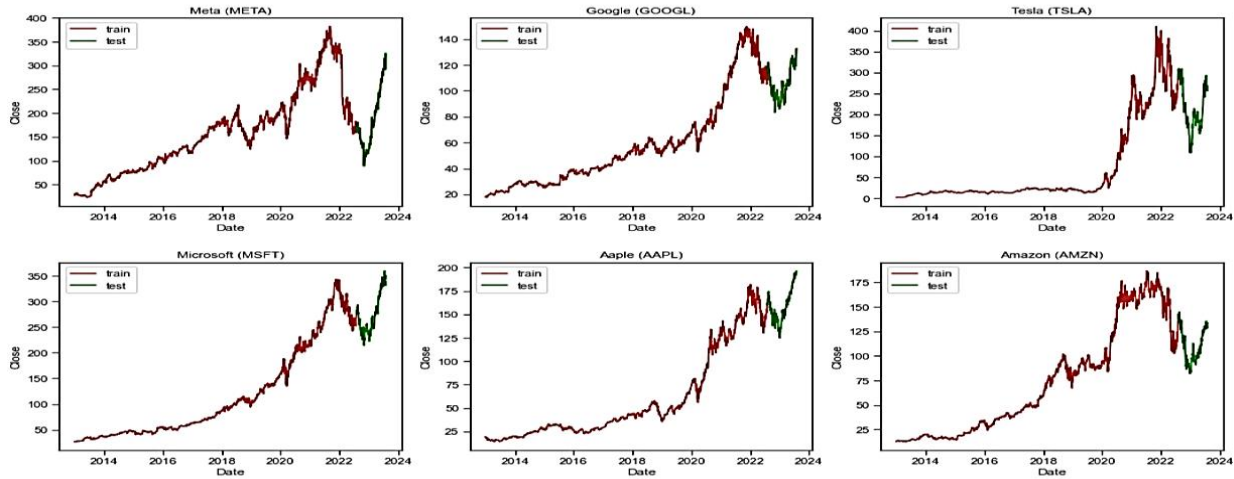 Meta (META)
400
350
300
250
200
150
100
50
Close
train
test
2014 2016 2018 2020 2022 2024
Date
Google (GOOGL)
140
120
100
80
60
40
20
Close
train
test
2014 2016 2018 2020 2022 2024
Date
Tesla (TSLA)
400
350
300
250
200
150
100
50
0
Close
train
test
2014 2016 2018 2020 2022 2024
Date
Microsoft (MSFT)
350
300
250
200
150
100
50
Close
train
test
2014 2016 2018 2020 2022 2024
Date
Aaple (AAPL)
200
175
150
125
100
75
50
25
Close
train
test
2014 2016 2018 2020 2022 2024
Date
Amazon (AMZN)
175
150
125
100
75
50
25
Close
train
test
2014 2016 2018 2020 2022 2024
Date